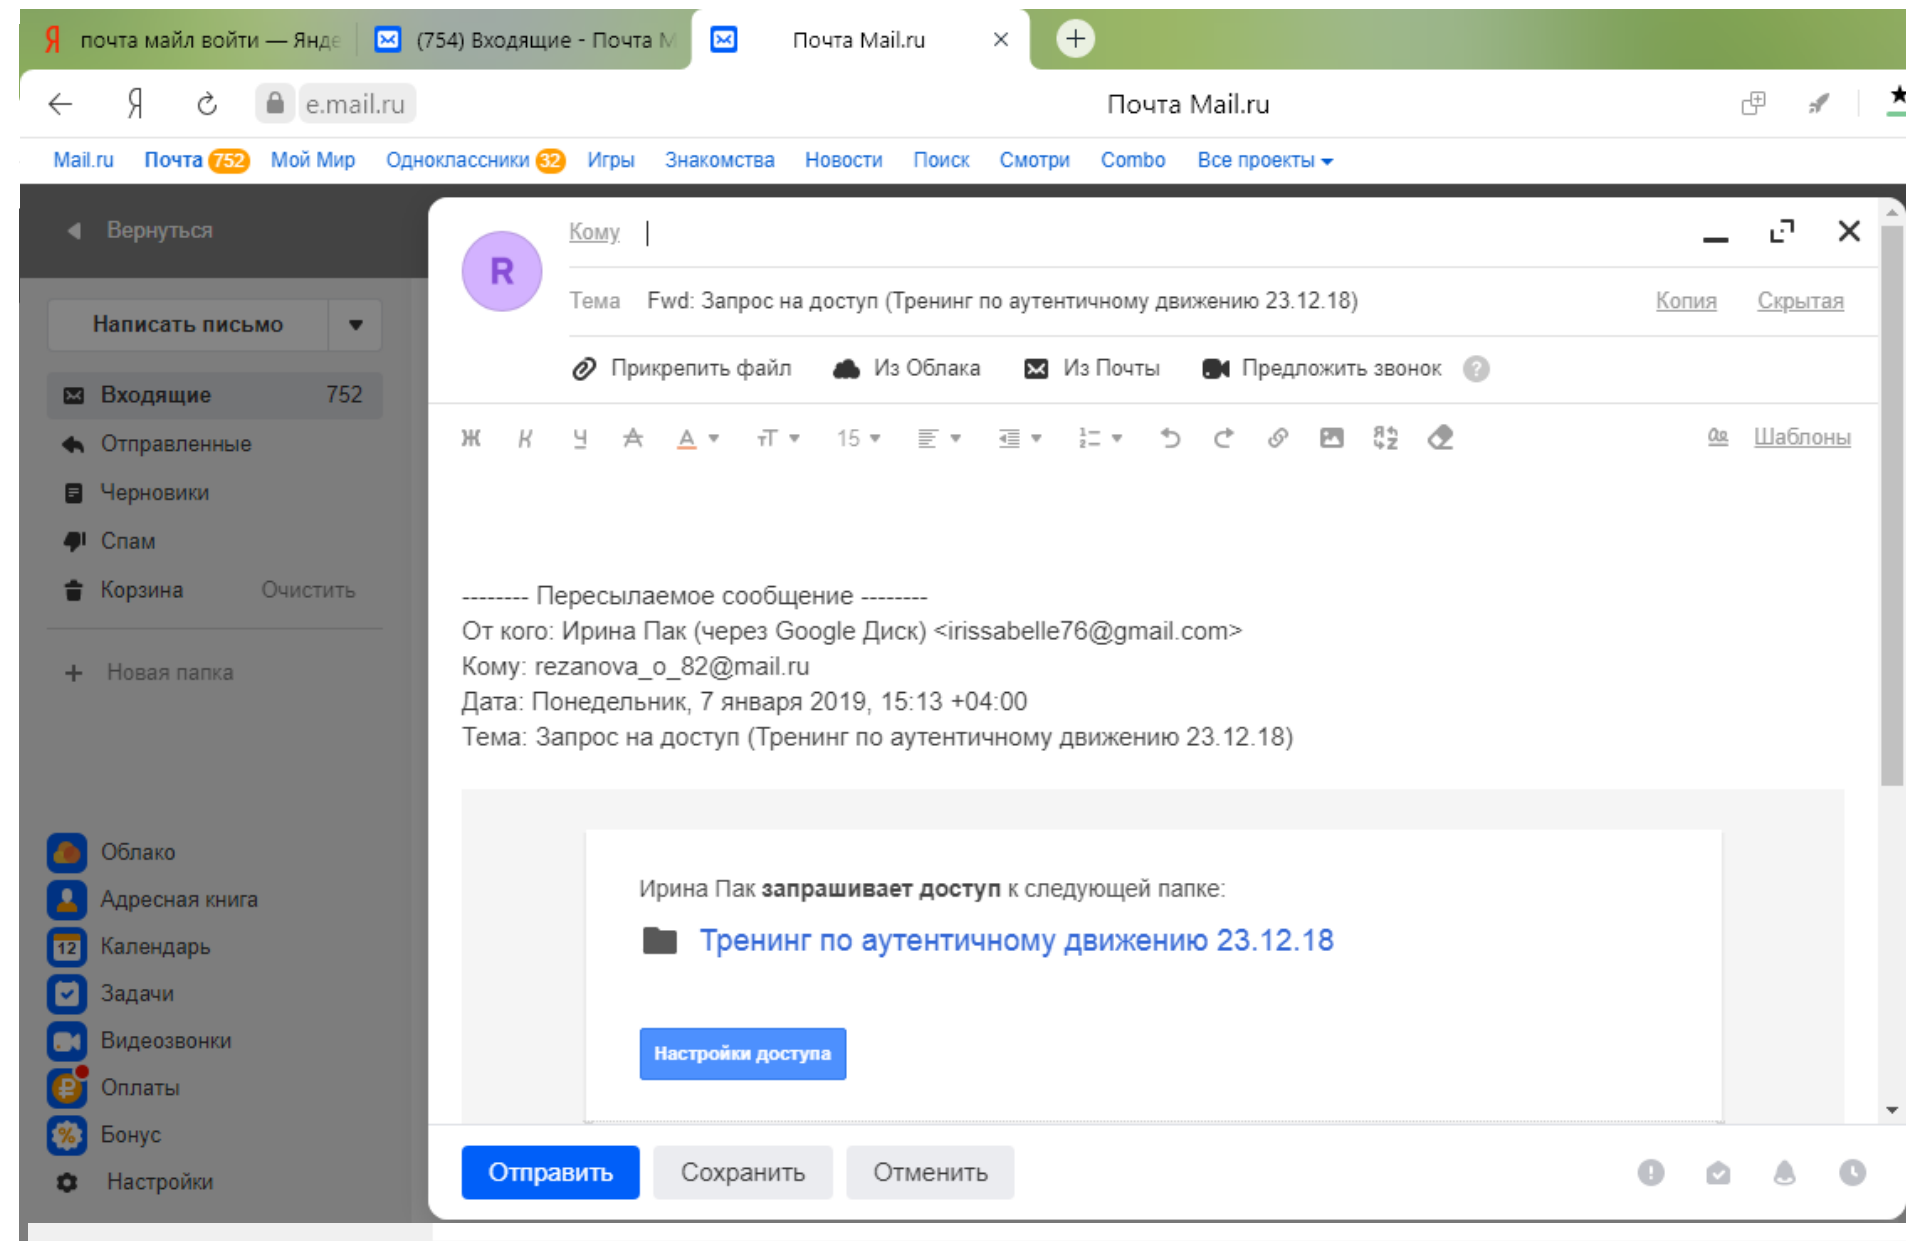 Я почта майл войти — Янде
(754) Входящие - Почта М
Почта Mail.ru
Я e.mail.ru
Почта Mail.ru
Mail.ru Почта 752 Мой Мир Одноклассники 32 Игры Знакомства Новости Поиск Смотри Combo Все проекты
Вернуться
Написать письмо
Входящие 752
Отправленные
Черновики
Спам
Корзина Очистить
Новая папка
Облако
Адресная книга
12 Календарь
Задачи
Видеозвонки
Оплаты
Бонус
Настройки
R
Кому
Тема Fwd: Запрос на доступ (Тренинг по аутентичному движению 23.12.18) Копия Скрытая
Прикрепить файл Из Облака Из Почты Предложить звонок ?
Ж К Ч А А тТ 15 Шаблоны
-------- Пересылаемое сообщение --------
От кого: Ирина Пак (через Google Диск) <irissabelle76@gmail.com>
Кому: rezanova_o_82@mail.ru
Дата: Понедельник, 7 января 2019, 15:13 +04:00
Тема: Запрос на доступ (Тренинг по аутентичному движению 23.12.18)
Ирина Пак запрашивает доступ к следующей папке:
Тренинг по аутентичному движению 23.12.18
Настройки доступа
Отправить Сохранить Отменить